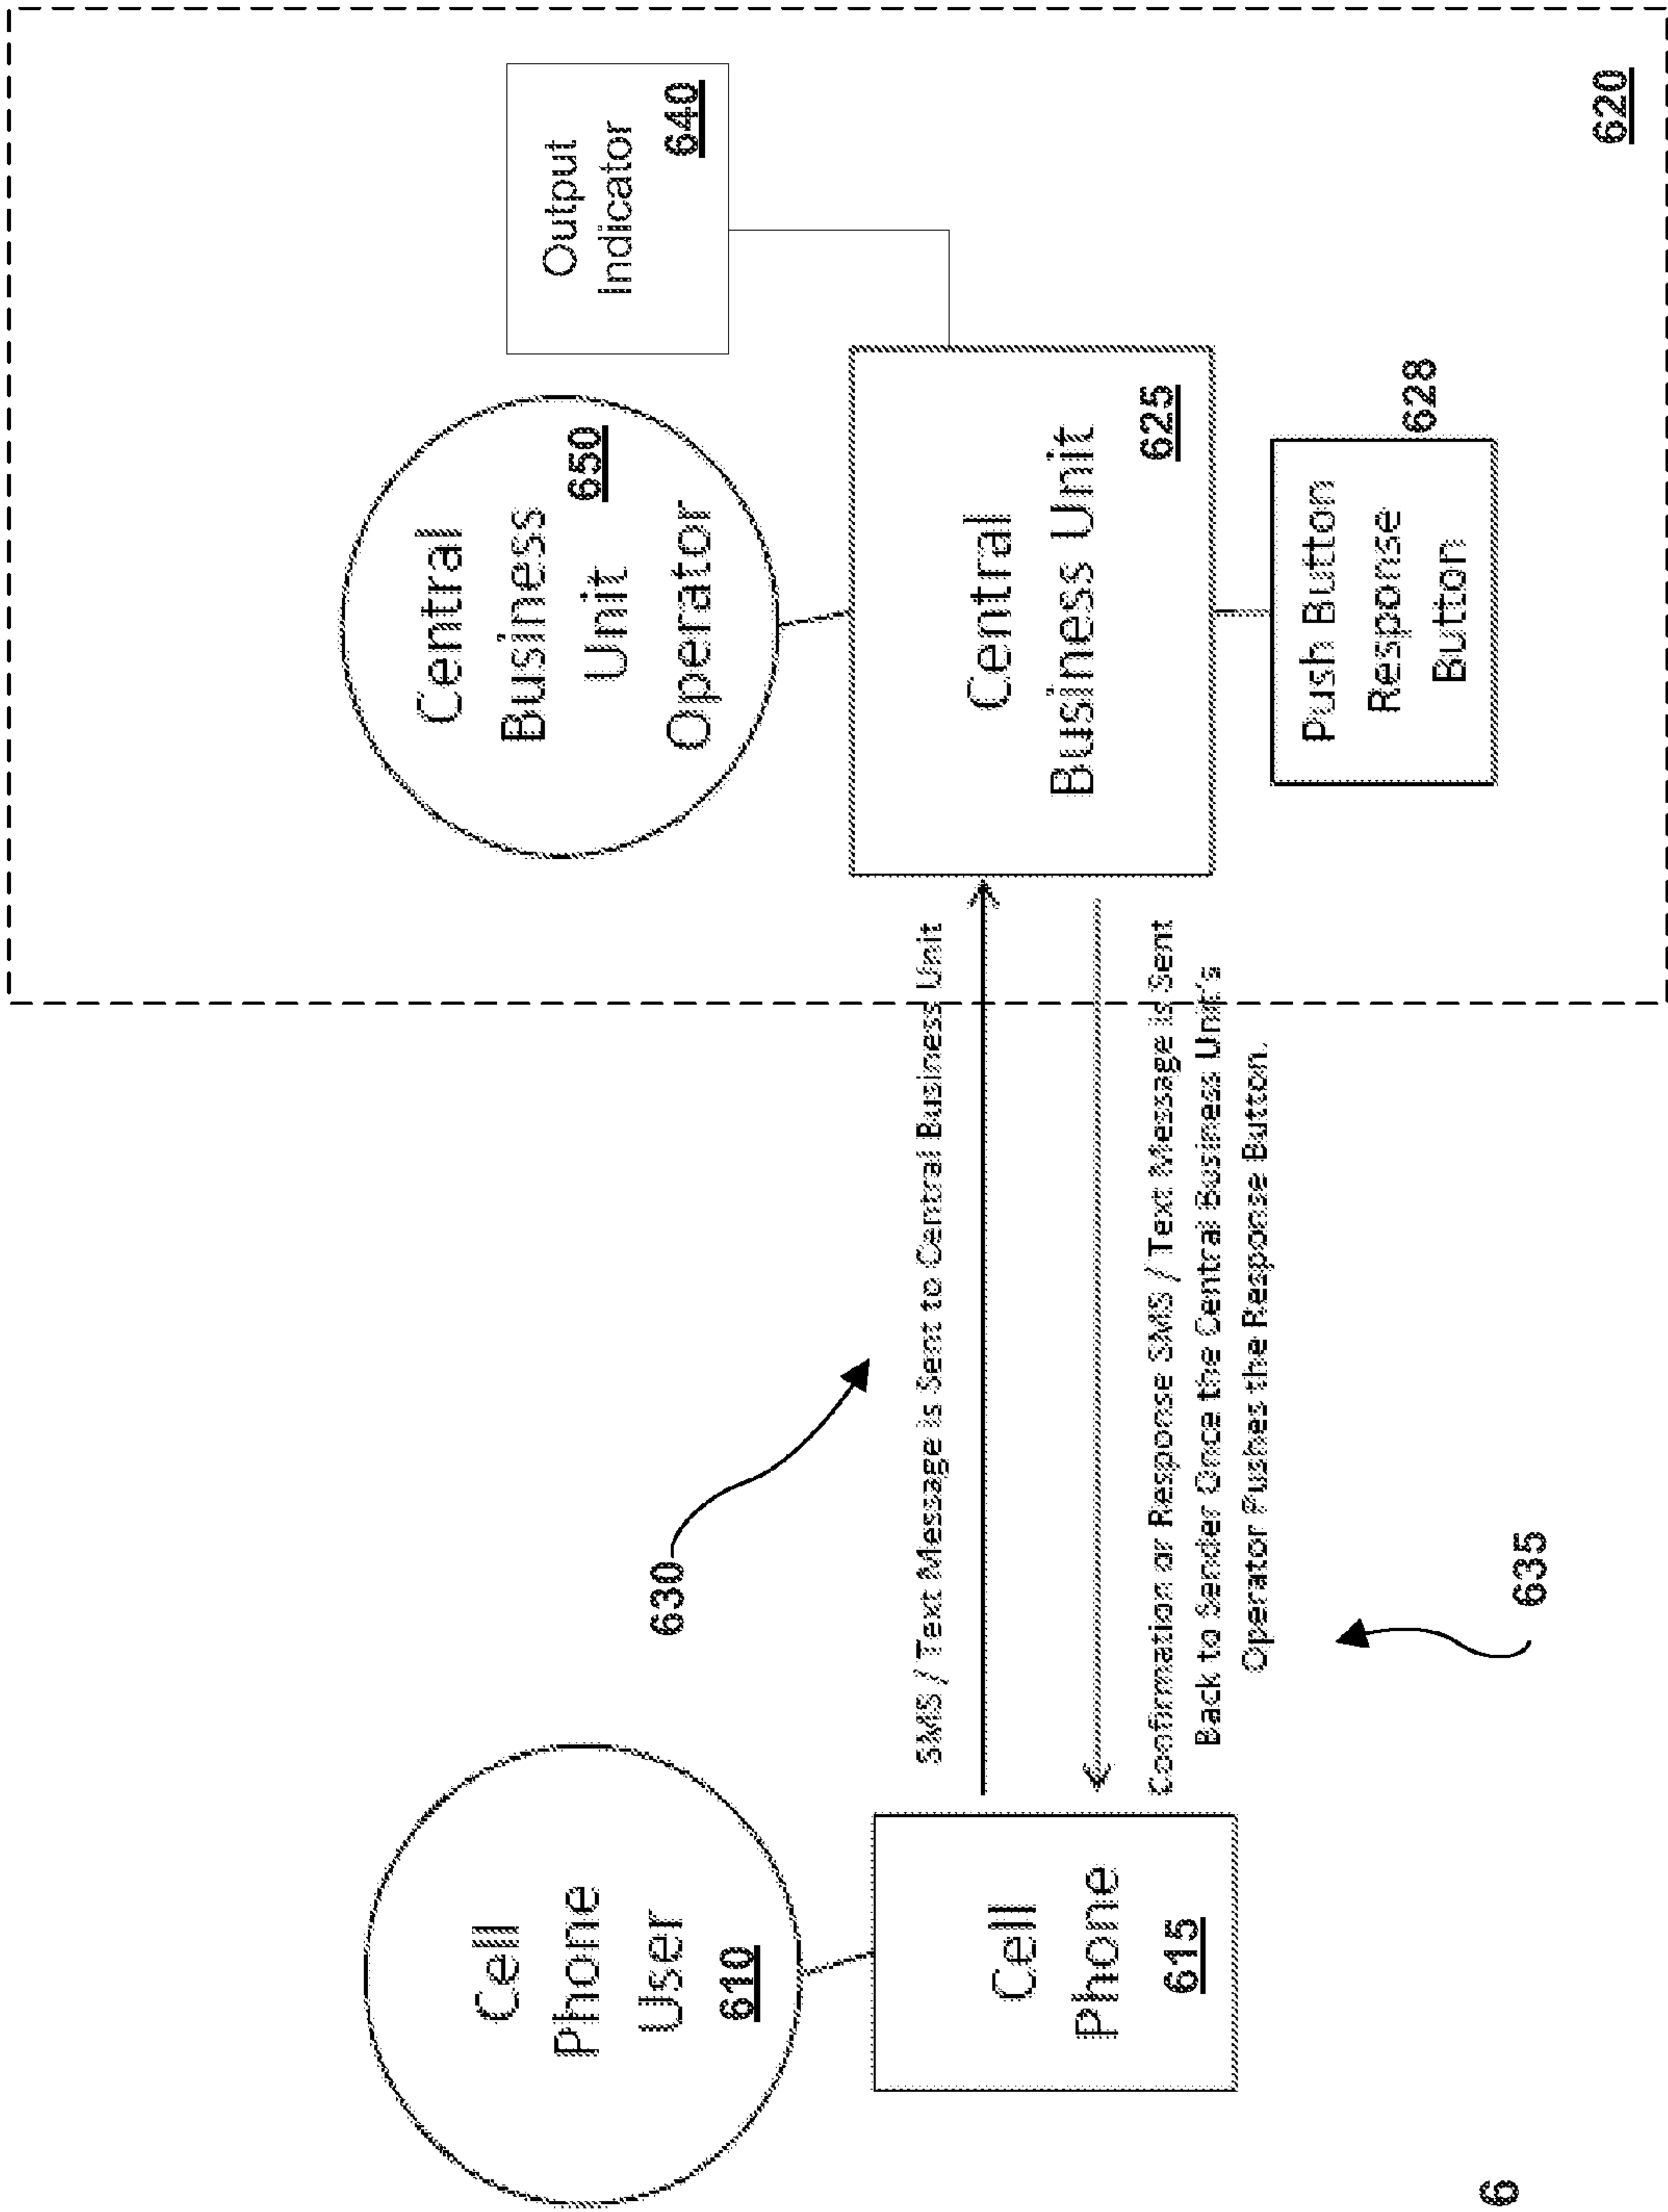 Cell
Phone
User
610
Cell
Phone
615
630
SMS / Text Message is Sent to Central Business Unit
Confirmation or Response SMS / Text Message is Sent
Back to Sender Once the Central Business Unit's
Operator Pushes the Response Button.
635
Central
Business
Unit
650
Operator
Central
Business Unit
625
Push Button
Response
Button
628
Output
Indicator
640
620
6